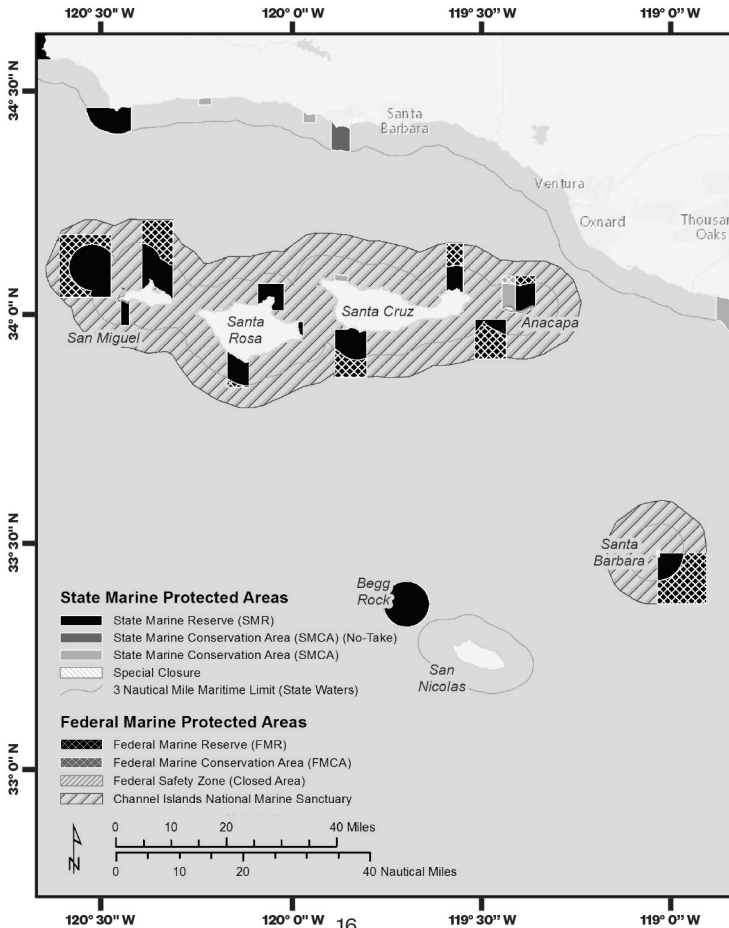 120° 30" W
120° 0" W
119° 30" W
119° 0" W
34° 30" N
Santa
Barbara
Ventura
Oxnard
Thousan
Oaks
34° 0" N
San Miguel
Santa
Rosa
Santa Cruz
Anacapa
33° 30" N
Santa
Barbara
Begg
Rock
San
Nicolas
State Marine Protected Areas
State Marine Reserve (SMR)
State Marine Conservation Area (SMCA) (No-Take)
State Marine Conservation Area (SMCA)
Special Closure
3 Nautical Mile Maritime Limit (State Waters)
Federal Marine Protected Areas
Federal Marine Reserve (FMR)
Federal Marine Conservation Area (FMCA)
Federal Safety Zone (Closed Area)
Channel Islands National Marine Sanctuary
33° 0" N
N
0 10 20 40 Miles
0 10 20 40 Nautical Miles
120° 30" W
120° 0" W
119° 30" W
119° 0" W
16